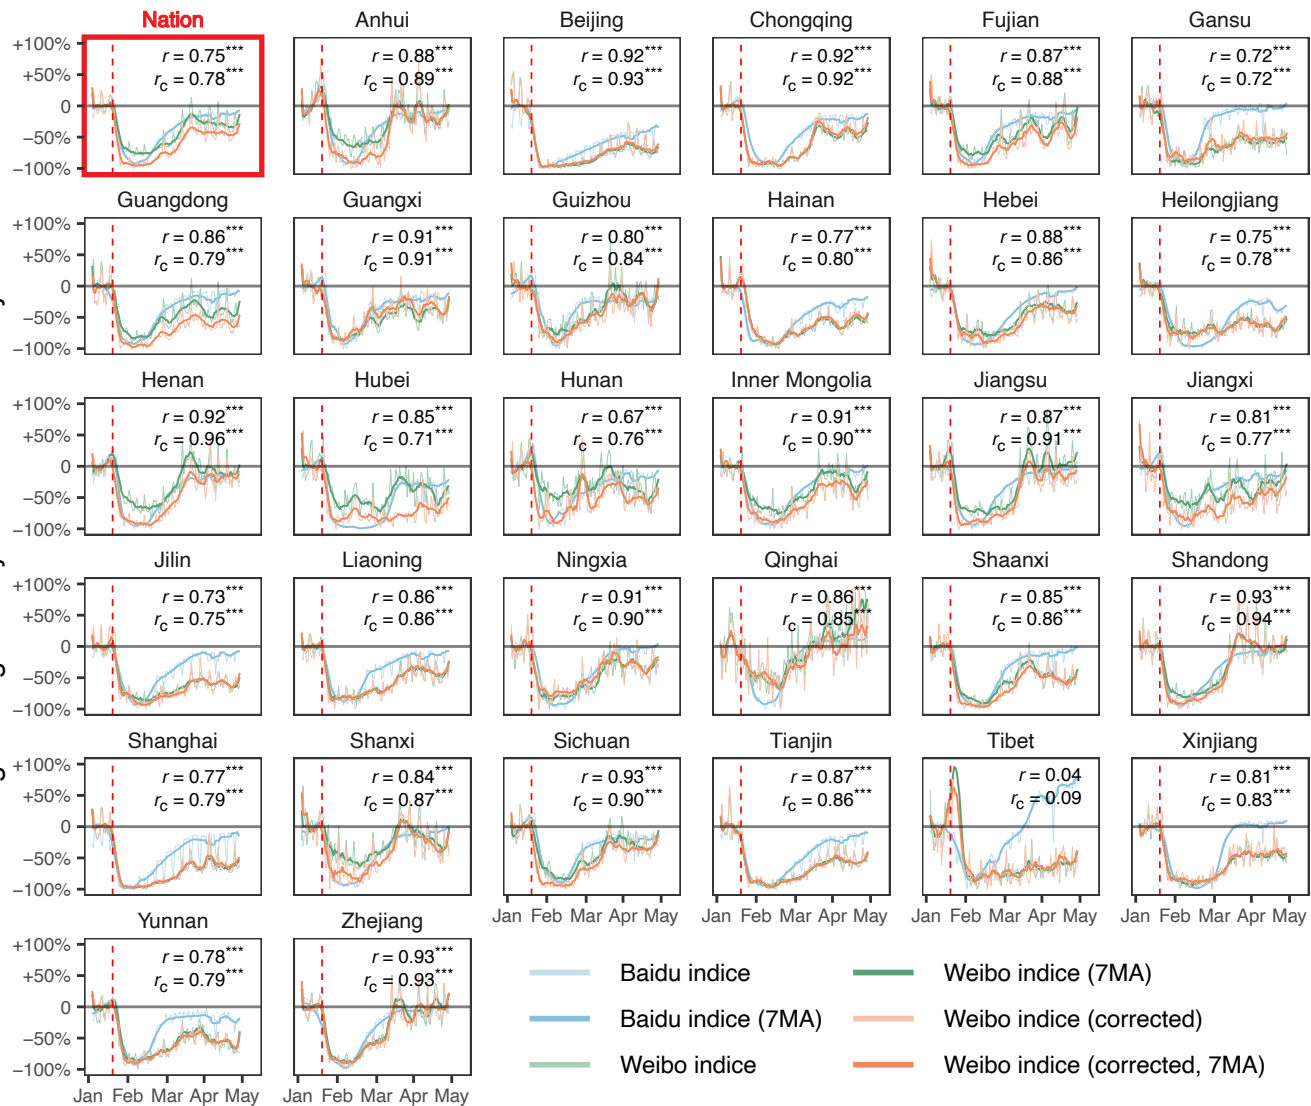 Nation Anhui Beijing Chongqing Fujian Gansu
+100%
+50%
0
−50%
−100%
r = 0.75*** r = 0.88*** r = 0.92*** r = 0.92*** r = 0.87*** r = 0.72***
rc = 0.78*** rc = 0.89*** rc = 0.93*** rc = 0.92*** rc = 0.88*** rc = 0.72***
Guangdong Guangxi Guizhou Hainan Hebei Heilongjiang
+100%
+50%
0
−50%
−100%
r = 0.86*** r = 0.91*** r = 0.80*** r = 0.77*** r = 0.88*** r = 0.75***
rc = 0.79*** rc = 0.91*** rc = 0.84*** rc = 0.80*** rc = 0.86*** rc = 0.78***
Henan Hubei Hunan Inner Mongolia Jiangsu Jiangxi
+100%
+50%
0
−50%
−100%
r = 0.92*** r = 0.85*** r = 0.67*** r = 0.91*** r = 0.87*** r = 0.81***
rc = 0.96*** rc = 0.71*** rc = 0.76*** rc = 0.90*** rc = 0.91*** rc = 0.77***
Jilin Liaoning Ningxia Qinghai Shaanxi Shandong
+100%
+50%
0
−50%
−100%
r = 0.73*** r = 0.86*** r = 0.91*** r = 0.86*** r = 0.85*** r = 0.93***
rc = 0.75*** rc = 0.86*** rc = 0.90*** rc = 0.85*** rc = 0.86*** rc = 0.94***
Shanghai Shanxi Sichuan Tianjin Tibet Xinjiang
+100%
+50%
0
−50%
−100%
r = 0.77*** r = 0.84*** r = 0.93*** r = 0.87*** r = 0.04 r = 0.81***
rc = 0.79*** rc = 0.87*** rc = 0.90*** rc = 0.86*** rc = 0.09 rc = 0.83***
Jan Feb Mar Apr May Jan Feb Mar Apr May Jan Feb Mar Apr May Jan Feb Mar Apr May
Yunnan Zhejiang
+100%
+50%
0
−50%
−100%
r = 0.78*** r = 0.93***
rc = 0.79*** rc = 0.93***
Jan Feb Mar Apr May Jan Feb Mar Apr May
Baidu indice
Baidu indice (7MA)
Weibo indice
Weibo indice (7MA)
Weibo indice (corrected)
Weibo indice (corrected, 7MA)